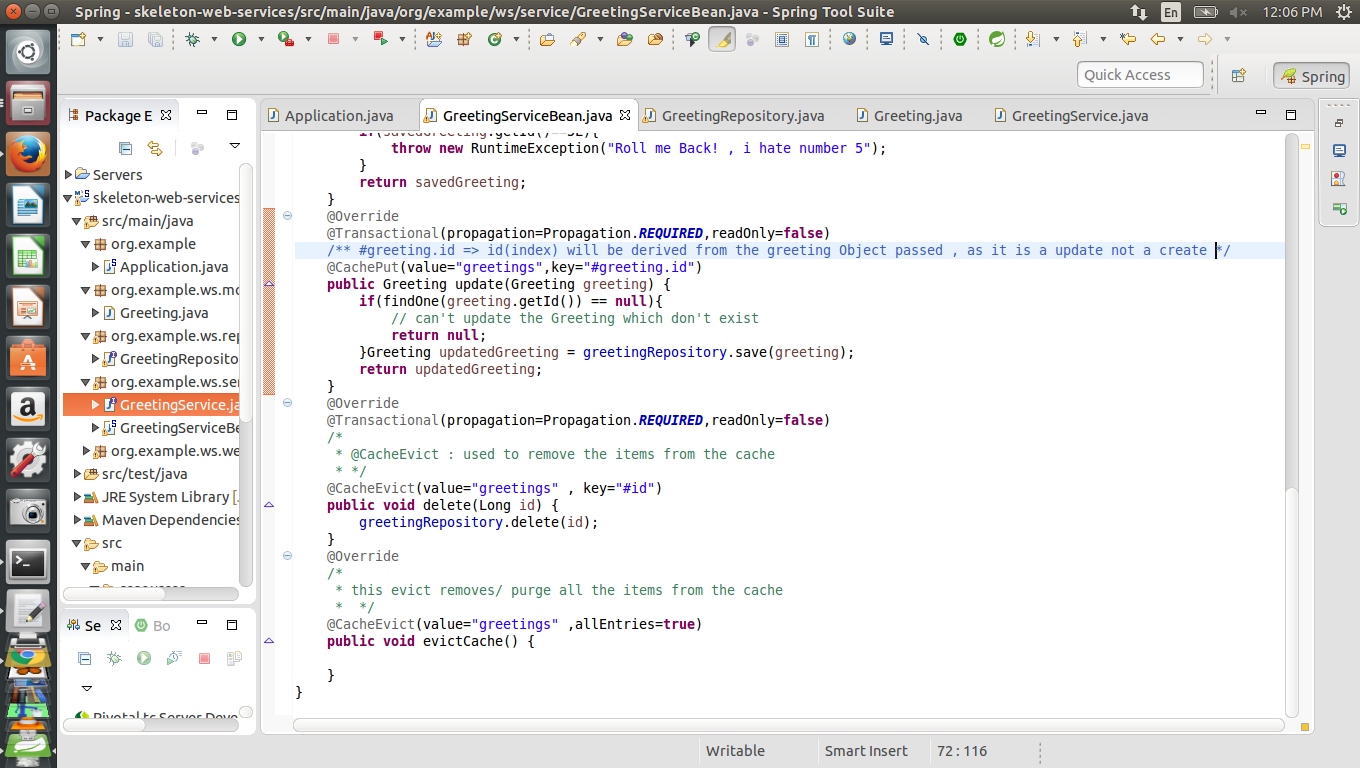 Spring - skeleton-web-services/src/main/java/org/example/ws/service/GreetingServiceBean.java - Spring Tool Suite
En
12:06 PM
Quick Access
Spring
Package E
Servers
skeleton-web-services
src/main/java
org.example
Application.java
org.example.ws.mo
Greeting.java
org.example.ws.rep
GreetingReposito
org.example.ws.ser
GreetingService.ja
GreetingServiceBe
org.example.ws.we
src/test/java
JRE System Library [
Maven Dependencies
src
main
Se
Bo
Pivotal tc Server Deve
Application.java
GreetingServiceBean.java
GreetingRepository.java
Greeting.java
GreetingService.java
if(savedGreeting.getId()==5L){
throw new RuntimeException("Roll me Back! , i hate number 5");
}
return savedGreeting;
}
@Override
@Transactional(propagation=Propagation.REQUIRED,readOnly=false)
/** #greeting.id => id(index) will be derived from the greeting Object passed , as it is a update not a create */
@CachePut(value="greetings",key="#greeting.id")
public Greeting update(Greeting greeting) {
if(findOne(greeting.getId()) == null){
// can't update the Greeting which don't exist
return null;
}Greeting updatedGreeting = greetingRepository.save(greeting);
return updatedGreeting;
}
@Override
@Transactional(propagation=Propagation.REQUIRED,readOnly=false)
/*
* @CacheEvict : used to remove the items from the cache
* */
@CacheEvict(value="greetings" , key="#id")
public void delete(Long id) {
greetingRepository.delete(id);
}
@Override
/*
* this evict removes/ purge all the items from the cache
*  */
@CacheEvict(value="greetings" ,allEntries=true)
public void evictCache() {
}
}
Writable
Smart Insert
72 : 116